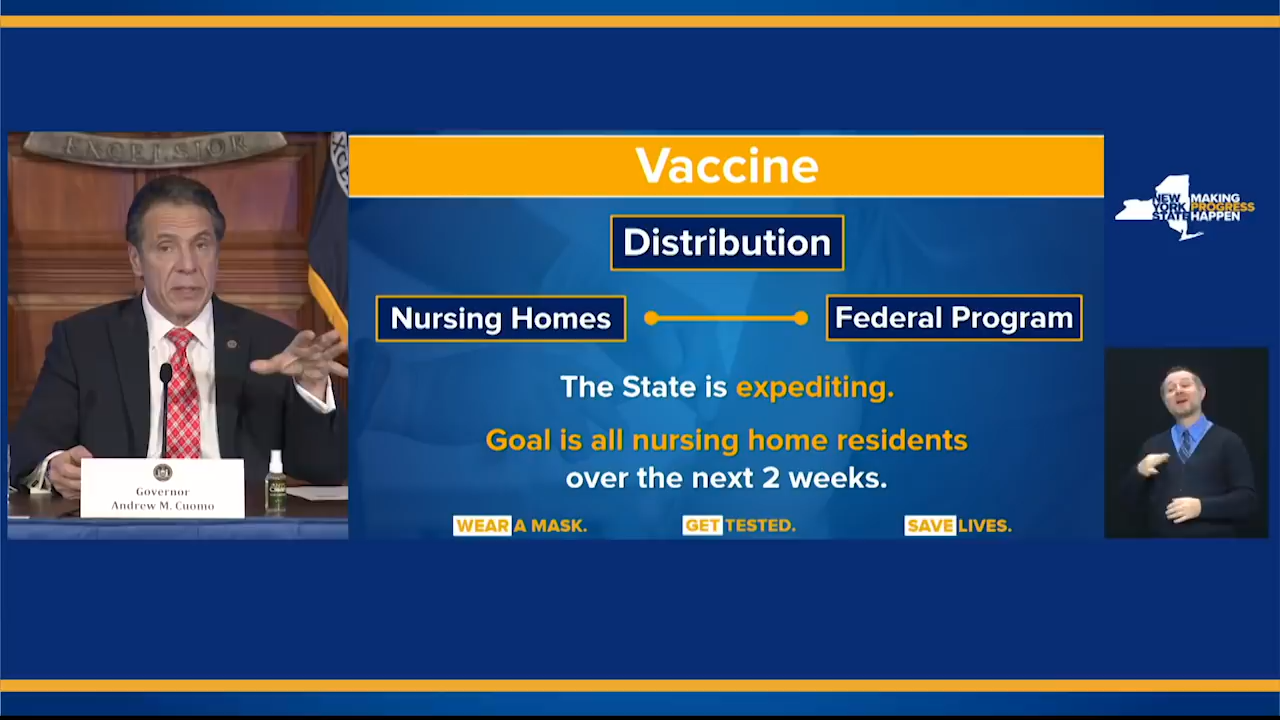 EXCELSIOR
Governor
Andrew M. Cuomo
Vaccine
Distribution
Nursing Homes
Federal Program
The State is expediting.
Goal is all nursing home residents
over the next 2 weeks.
WEAR A MASK.
GET TESTED.
SAVE LIVES.
NEW
YORK
STATE
MAKING
PROGRESS
HAPPEN